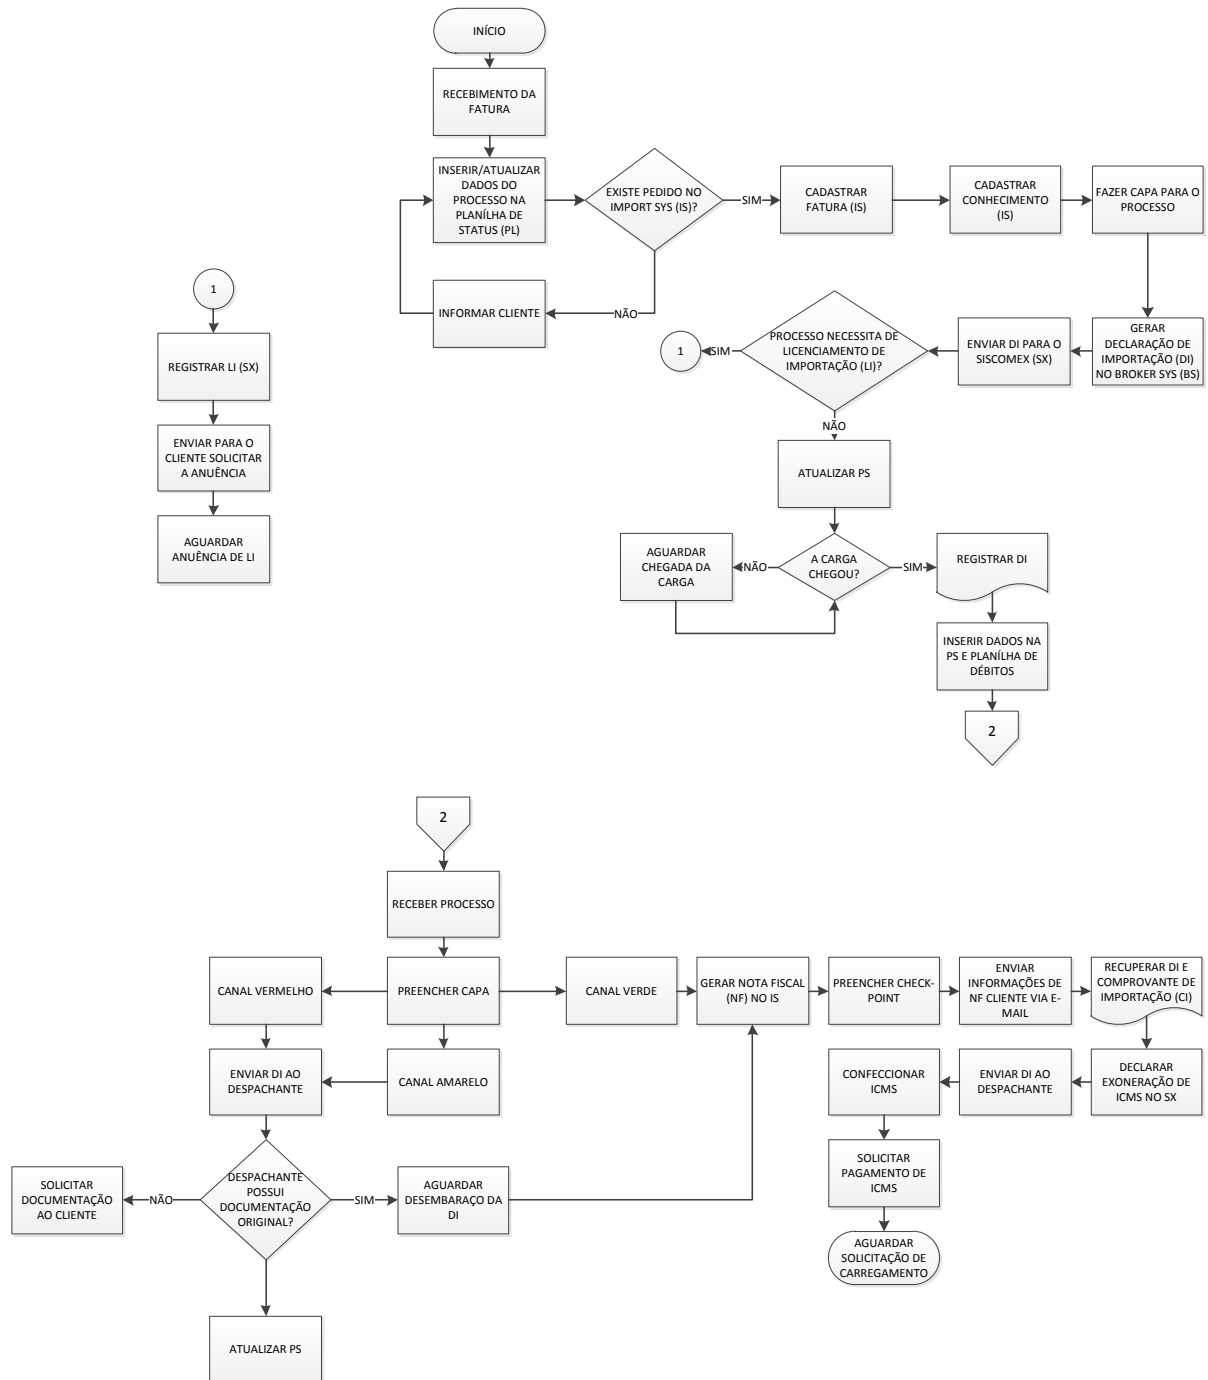 INÍCIO
RECEBIMENTO DA
FATURA
INSERIR/ATUALIZAR
DADOS DO
PROCESSO NA
PLANÍLHA DE
STATUS (PL)
EXISTE PEDIDO NO
IMPORT SYS (IS)?
SIM
CADASTRAR
FATURA (IS)
CADASTRAR
CONHECIMENTO
(IS)
FAZER CAPA PARA O
PROCESSO
NÃO
INFORMAR CLIENTE
GERAR
DECLARAÇÃO DE
IMPORTAÇÃO (DI)
NO BROKER SYS (BS)
ENVIAR DI PARA O
SISCOMEX (SX)
PROCESSO NECESSITA DE
LICENCIAMENTO DE
IMPORTAÇÃO (LI)?
SIM
1
1
REGISTRAR LI (SX)
ENVIAR PARA O
CLIENTE SOLICITAR
A ANUÊNCIA
AGUARDAR
ANUÊNCIA DE LI
NÃO
ATUALIZAR PS
A CARGA
CHEGOU?
NÃO
AGUARDAR
CHEGADA DA
CARGA
SIM
REGISTRAR DI
INSERIR DADOS NA
PS E PLANÍLHA DE
DÉBITOS
2
2
RECEBER PROCESSO
PREENCHER CAPA
CANAL VERMELHO
CANAL VERDE
CANAL AMARELO
ENVIAR DI AO
DESPACHANTE
DESPACHANTE
POSSUI
DOCUMENTAÇÃO
ORIGINAL?
NÃO
SOLICITAR
DOCUMENTAÇÃO
AO CLIENTE
SIM
AGUARDAR
DESEMBARAÇO DA
DI
ATUALIZAR PS
GERAR NOTA FISCAL
(NF) NO IS
PREENCHER CHECK-
POINT
ENVIAR
INFORMAÇÕES DE
NF CLIENTE VIA E-
MAIL
RECUPERAR DI E
COMPROVANTE DE
IMPORTAÇÃO (CI)
DECLARAR
EXONERAÇÃO DE
ICMS NO SX
ENVIAR DI AO
DESPACHANTE
CONFECCIONAR
ICMS
SOLICITAR
PAGAMENTO DE
ICMS
AGUARDAR
SOLICITAÇÃO DE
CARREGAMENTO